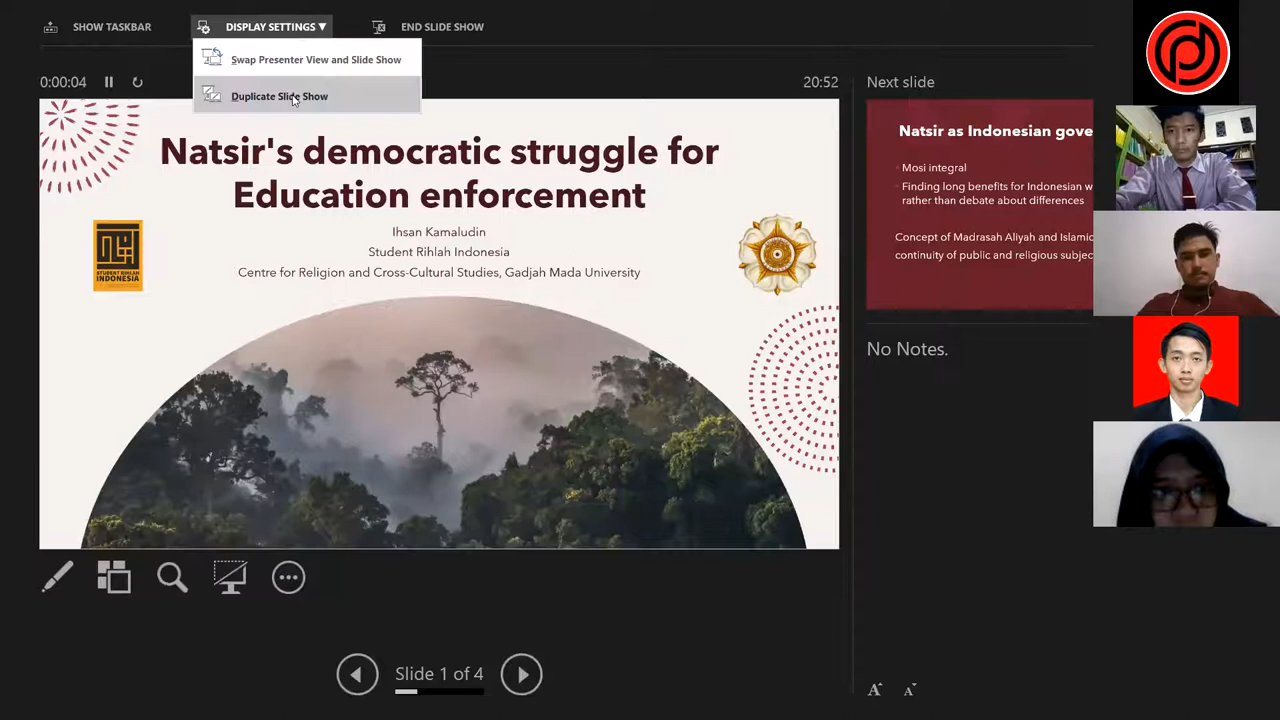 SHOW TASKBAR
DISPLAY SETTINGS ▼
END SLIDE SHOW
Swap Presenter View and Slide Show
Duplicate Slide Show
0:00:04
20:52
Next slide
Natsir's democratic struggle for
Education enforcement
Ihsan Kamaludin
Student Rihlah Indonesia
Centre for Religion and Cross-Cultural Studies, Gadjah Mada University
STUDENT RIHLAH
INDONESIA
Natsir as Indonesian gove
Mosi integral
Finding long benefits for Indonesian w
rather than debate about differences
Concept of Madrasah Aliyah and Islamic
continuity of public and religious subjec
No Notes.
Slide 1 of 4
A A